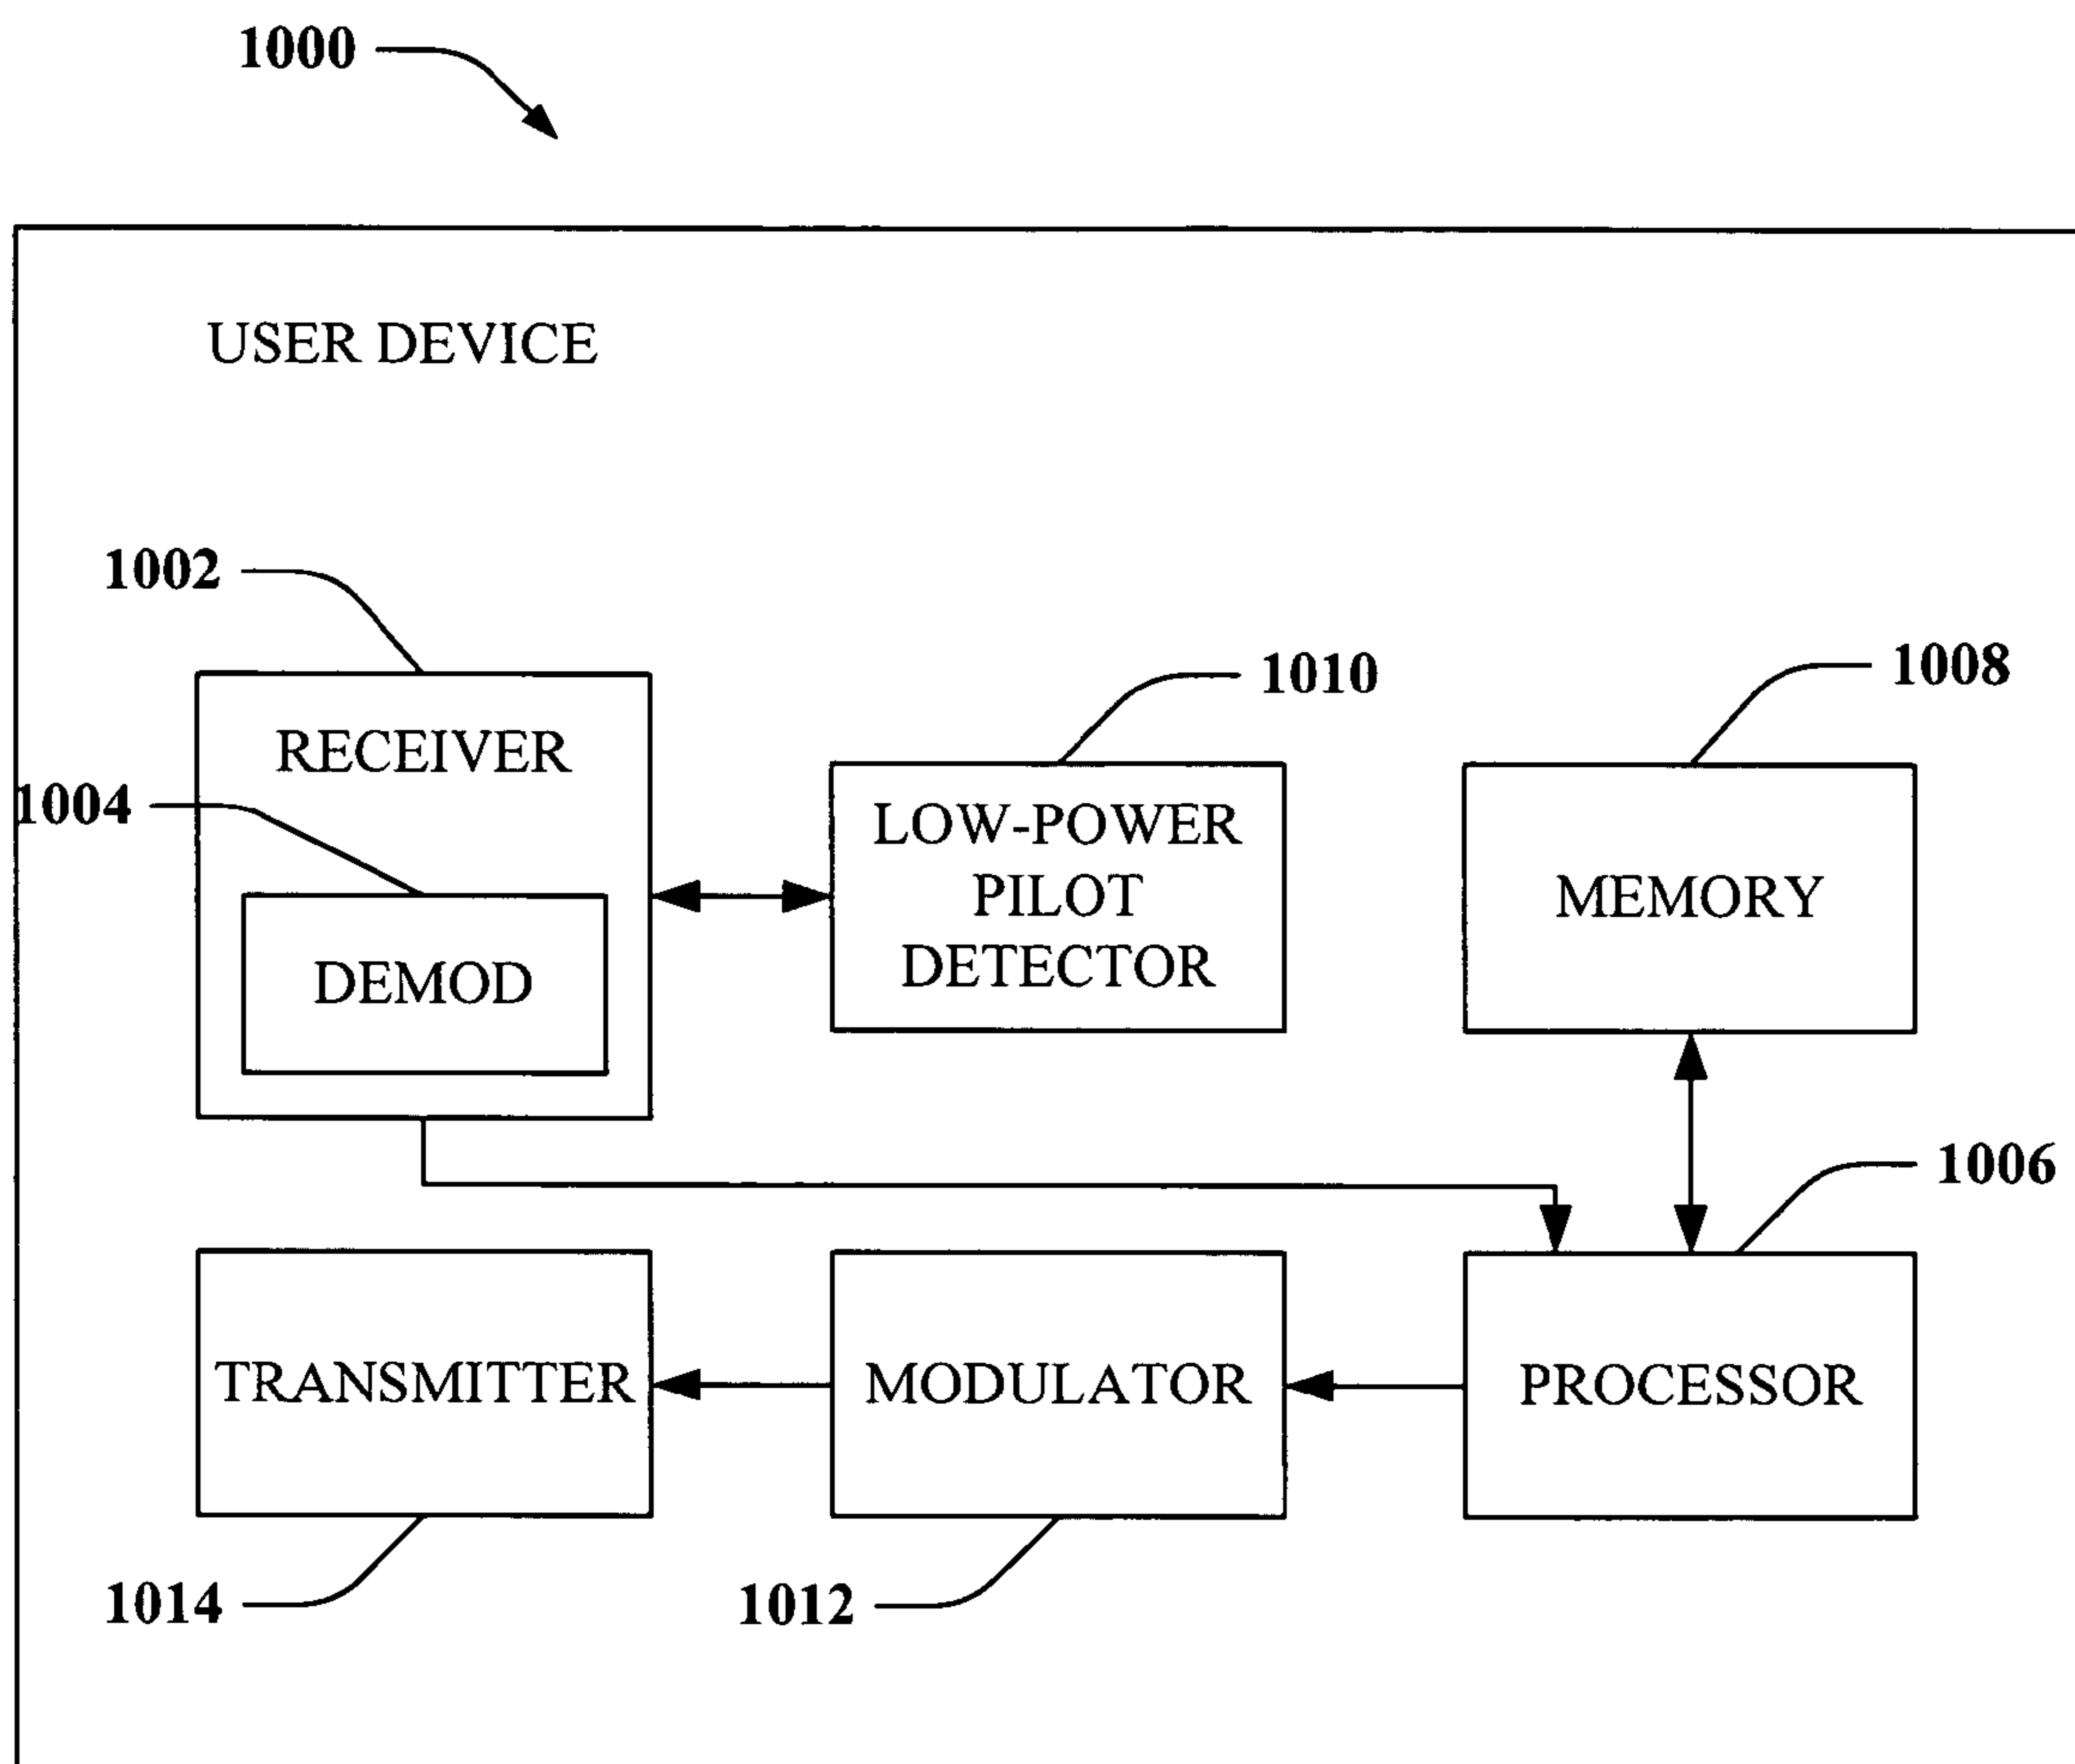 1000
USER DEVICE
1002
1010
1008
RECEIVER
1004
LOW-POWER
PILOT
DETECTOR
MEMORY
DEMOD
1006
TRANSMITTER
MODULATOR
PROCESSOR
1014
1012